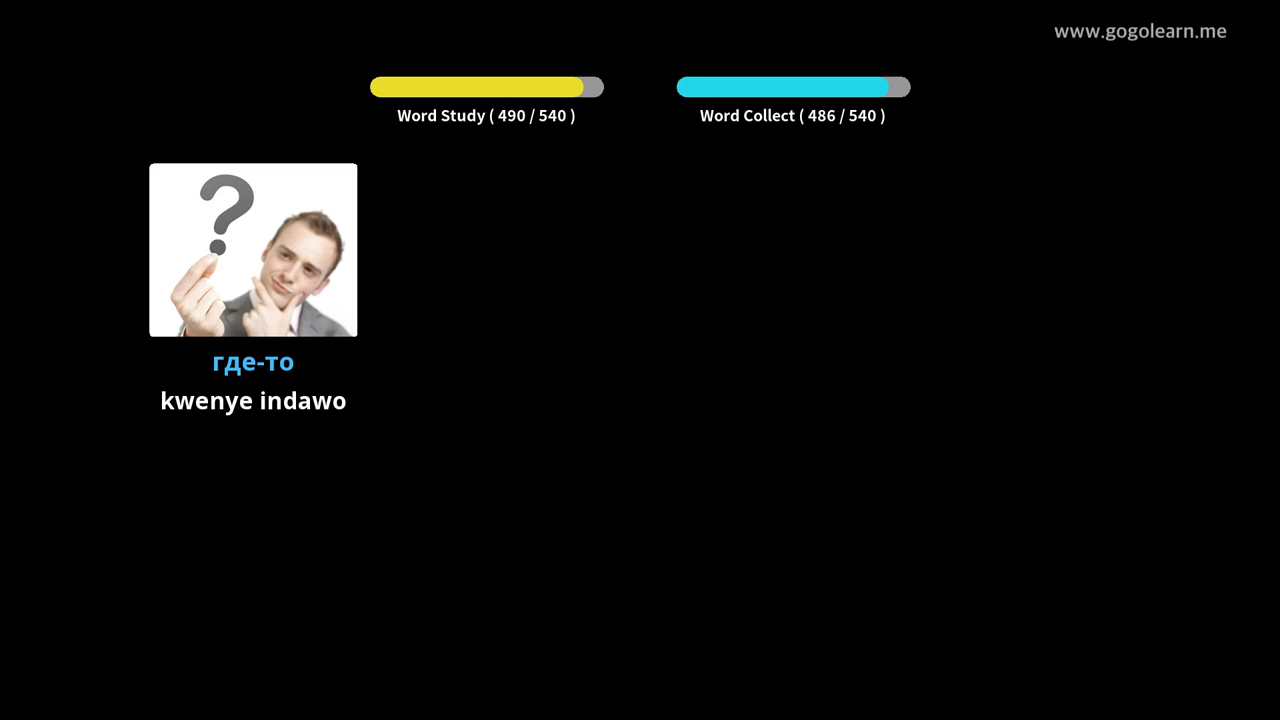 www.gogolearn.me
Word Study ( 490 / 540 )
Word Collect ( 486 / 540 )
где-то
kwenye indawo